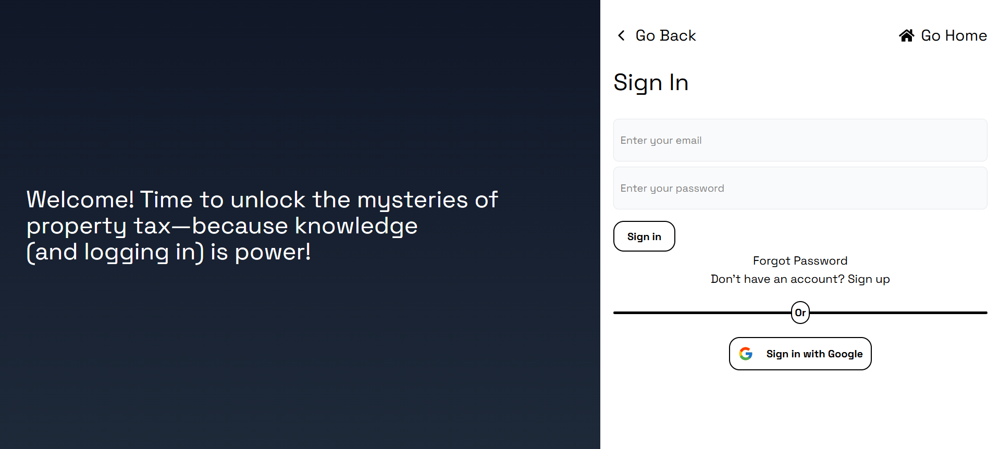 Welcome! Time to unlock the mysteries of
property tax—because knowledge
(and logging in) is power!
Go Back
Go Home
Sign In
Enter your email
Enter your password
Sign in
Forgot Password
Don't have an account? Sign up
Or
Sign in with Google